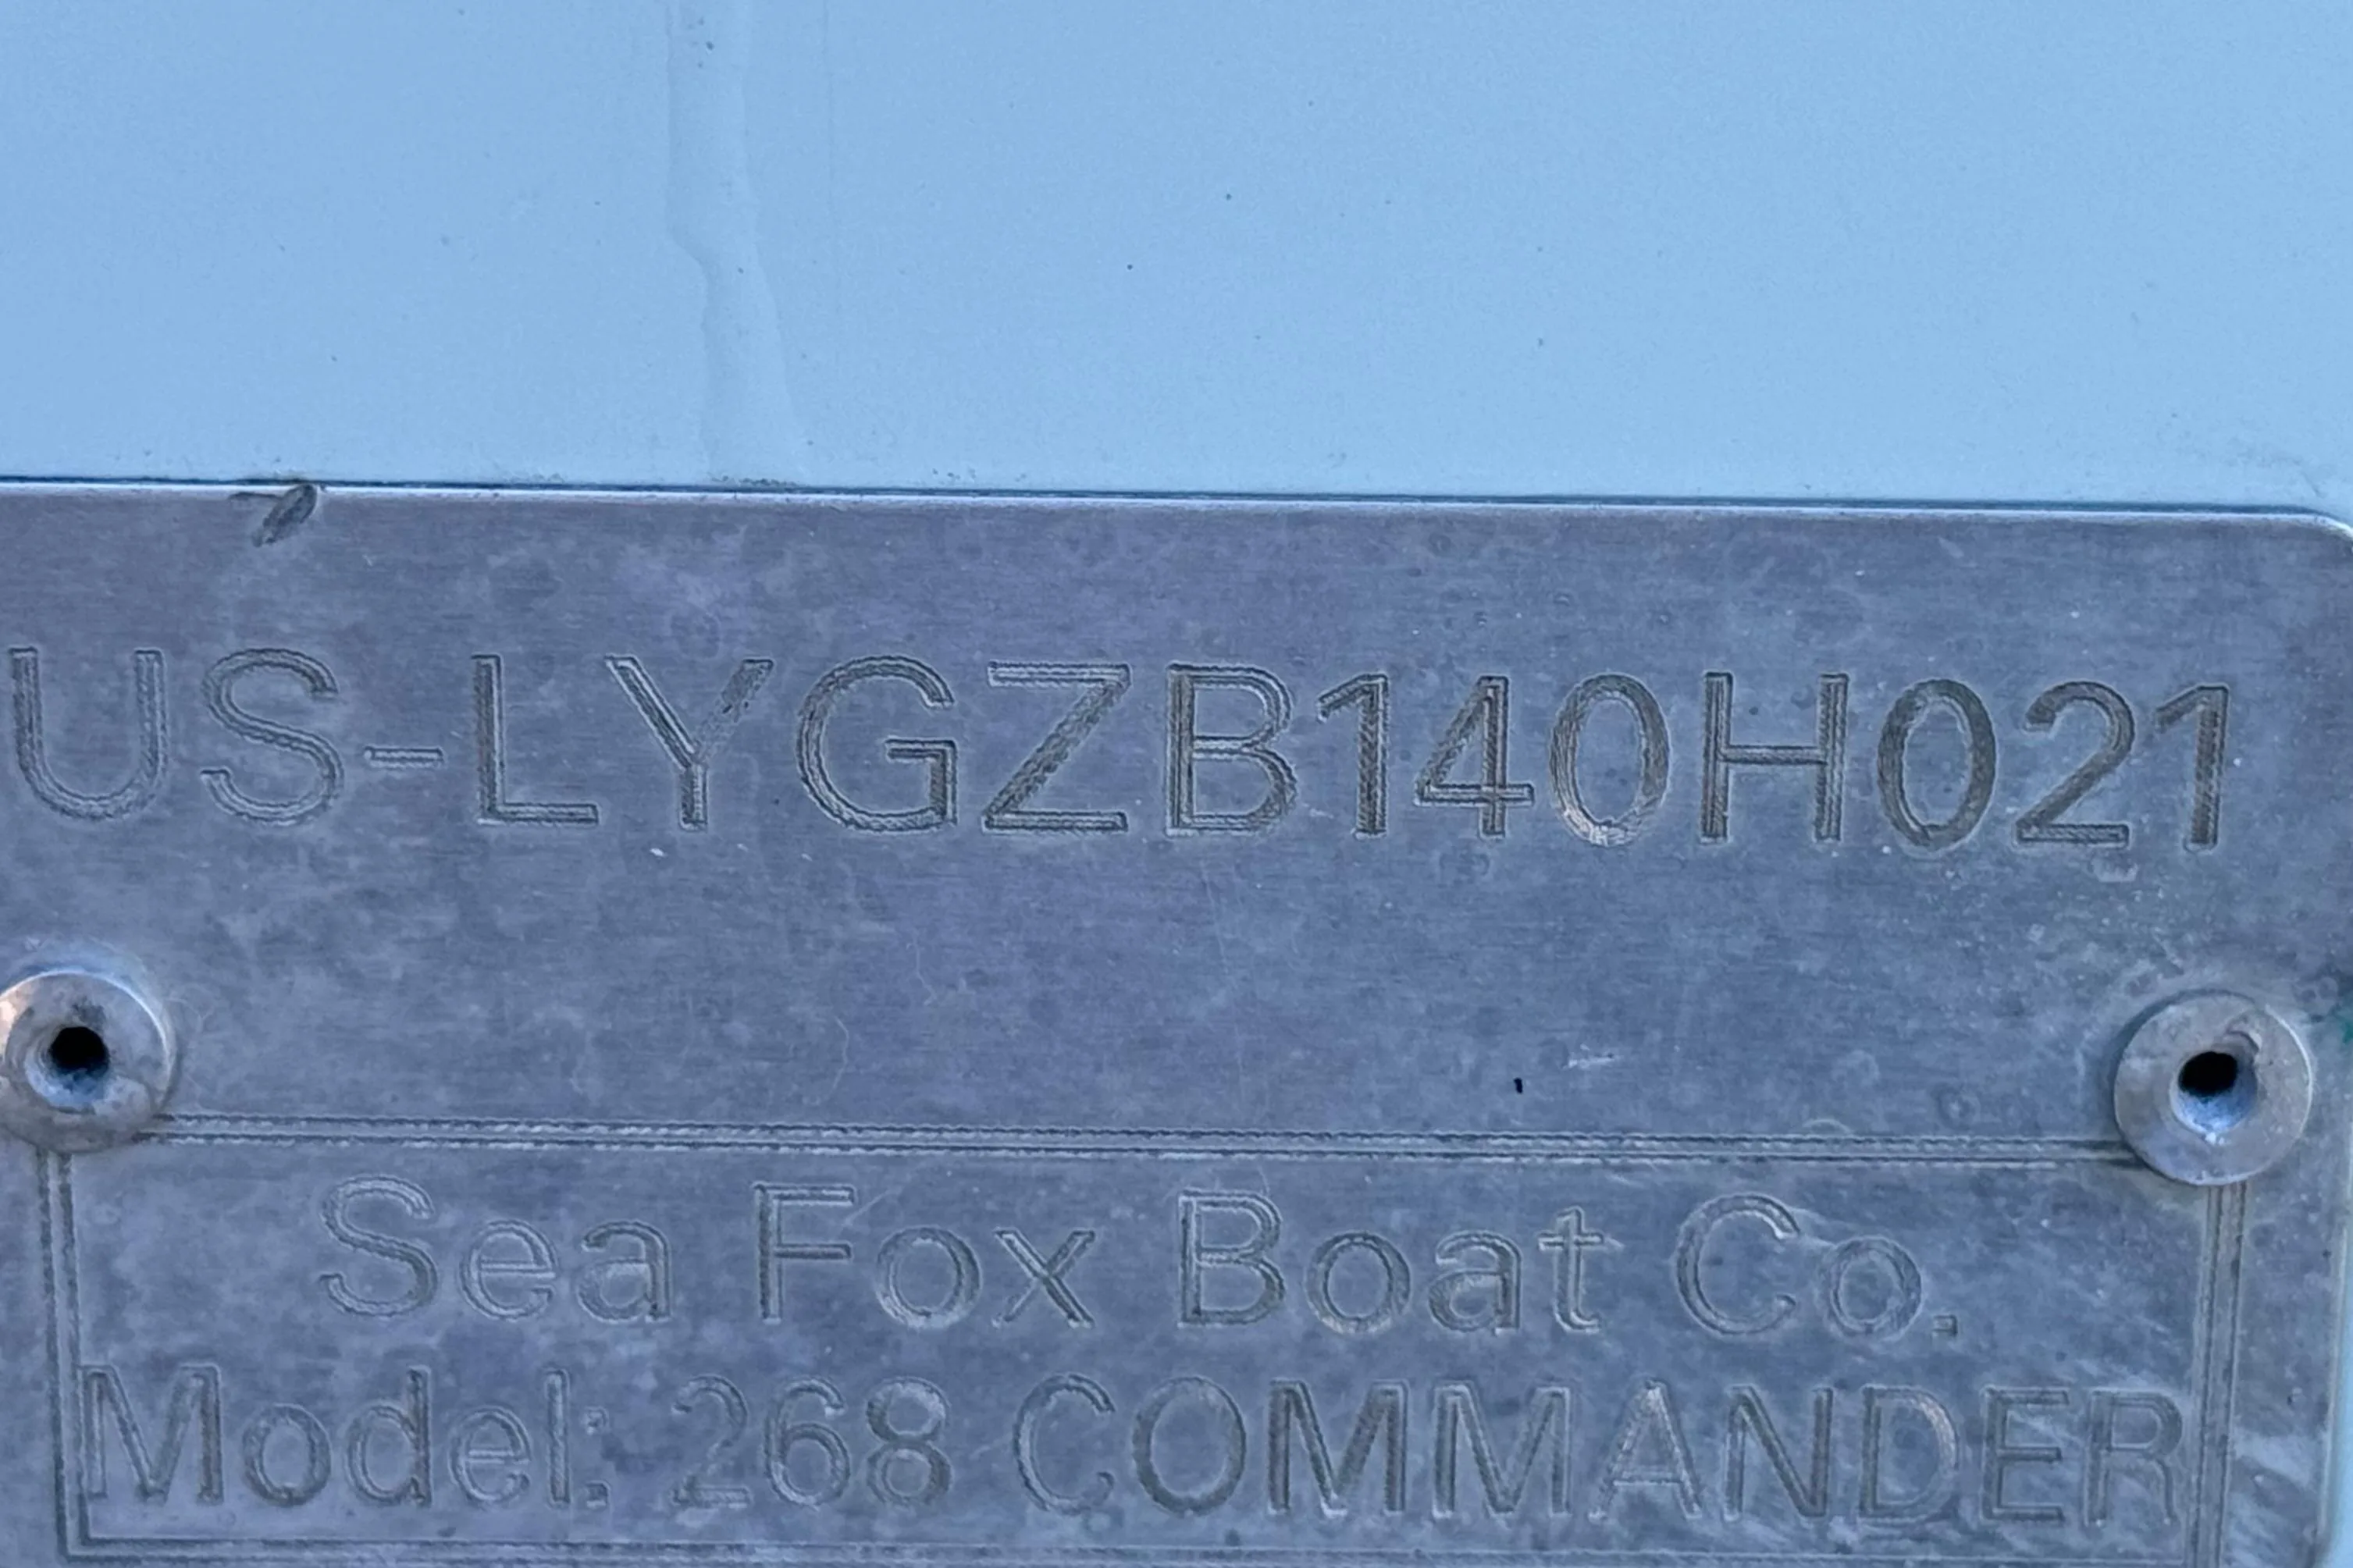 US-LYGZB140H021
Sea Fox Boat Co.
Model: 268 COMMANDER